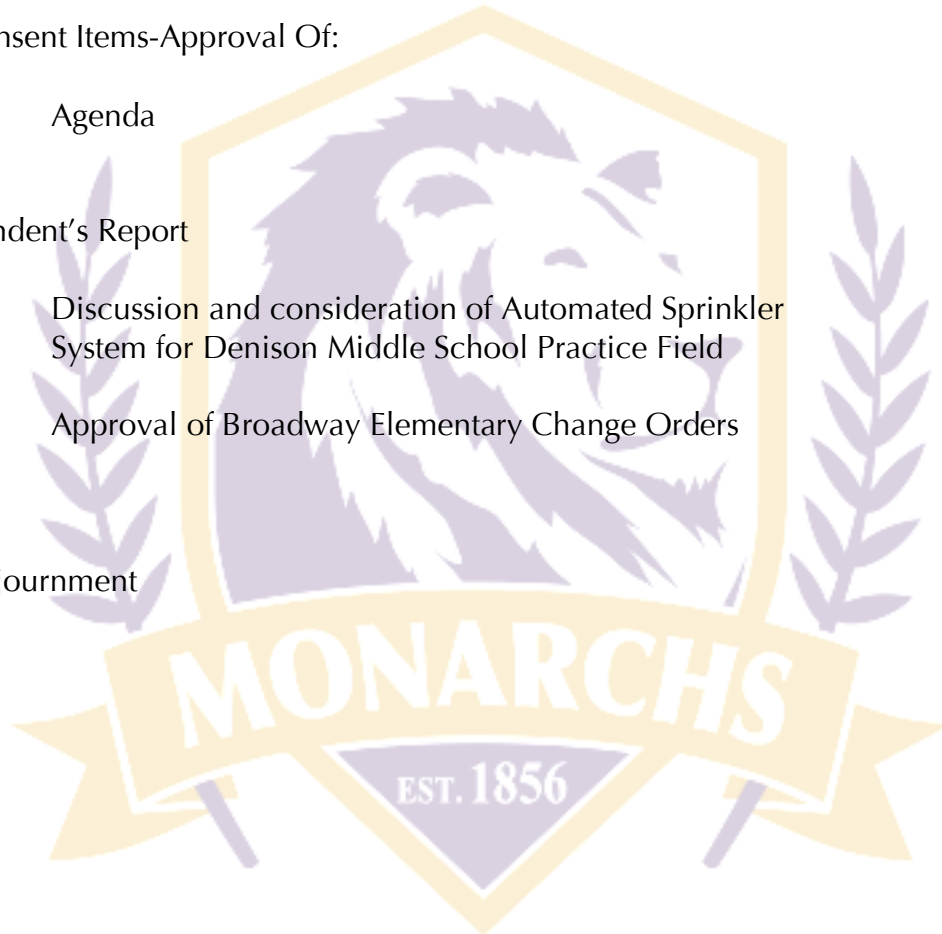 nsent Items-Approval Of:
Agenda
ndent's Report
Discussion and consideration of Automated Sprinkler
System for Denison Middle School Practice Field
Approval of Broadway Elementary Change Orders
journment
MONARCHS
EST. 1856